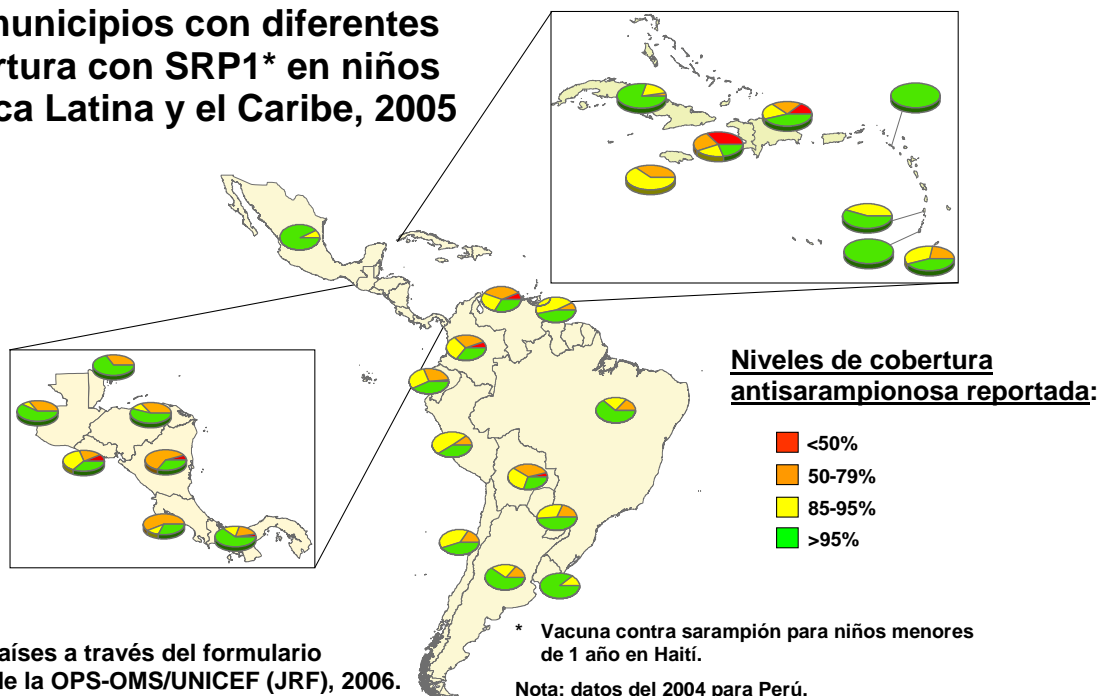 municipios con diferentes
rtura con SRP1* en niños
ca Latina y el Caribe, 2005
Niveles de cobertura
antisarampionosa reportada:
<50%
50-79%
85-95%
>95%
* Vacuna contra sarampión para niños menores
de 1 año en Haití.
Nota: datos del 2004 para Perú.
aíses a través del formulario
de la OPS-OMS/UNICEF (JRF), 2006.